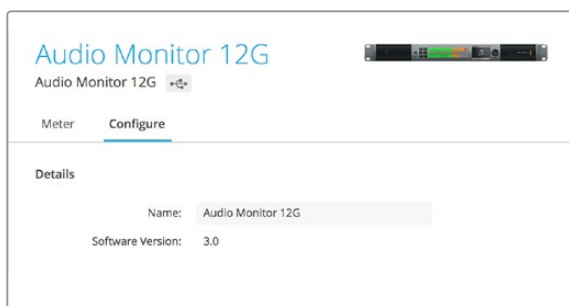 Audio Monitor 12G
Audio Monitor 12G
Meter Configure
Details
Name: Audio Monitor 12G
Software Version: 3.0